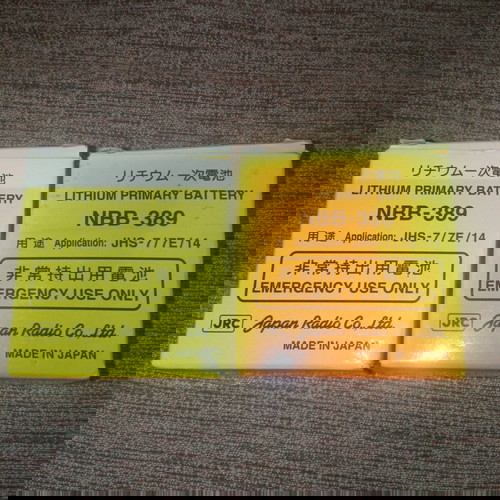 リチウム一次電池
LITHIUM PRIMARY BATTERY
NBB-389
用途 Application: JHS-7/7E/14
非常持出用電池
EMERGENCY USE ONLY
JRC Japan Radio Co., Ltd.
MADE IN JAPAN
リチウム一次電池
LITHIUM PRIMARY BATTERY
NBB-389
用途 Application: JHS-7/7E/14
非常持出用電池
EMERGENCY USE ONLY
JRC Japan Radio Co., Ltd.
MADE IN JAPAN